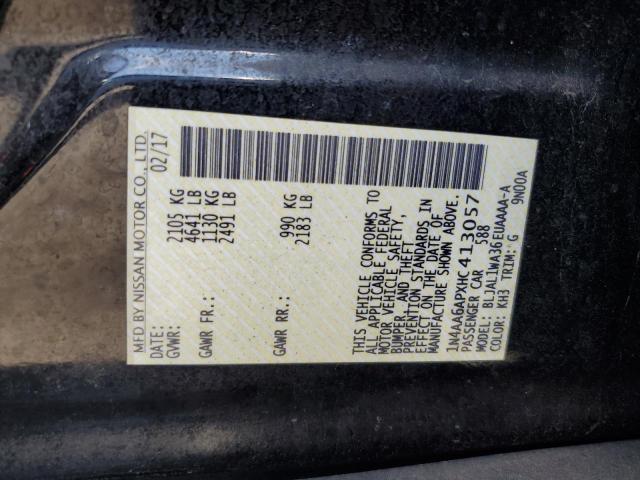 MFD BY NISSAN MOTOR CO., LTD.
DATE: 02/17
GVWR: 2105 KG
4641 LB
GAWR FR: 1130 KG
2491 LB
GAWR RR: 990 KG
2183 LB
THIS VEHICLE CONFORMS TO
ALL APPLICABLE FEDERAL
MOTOR VEHICLE SAFETY,
BUMPER, AND THEFT
PREVENTION STANDARDS IN
EFFECT ON THE DATE OF
MANUFACTURE SHOWN ABOVE.
1N4AA6APXHC413057
PASSENGER CAR 588
BLJAL1WA36EUAAAA-A
COLOR: KH3 TRIM: G 9N00A